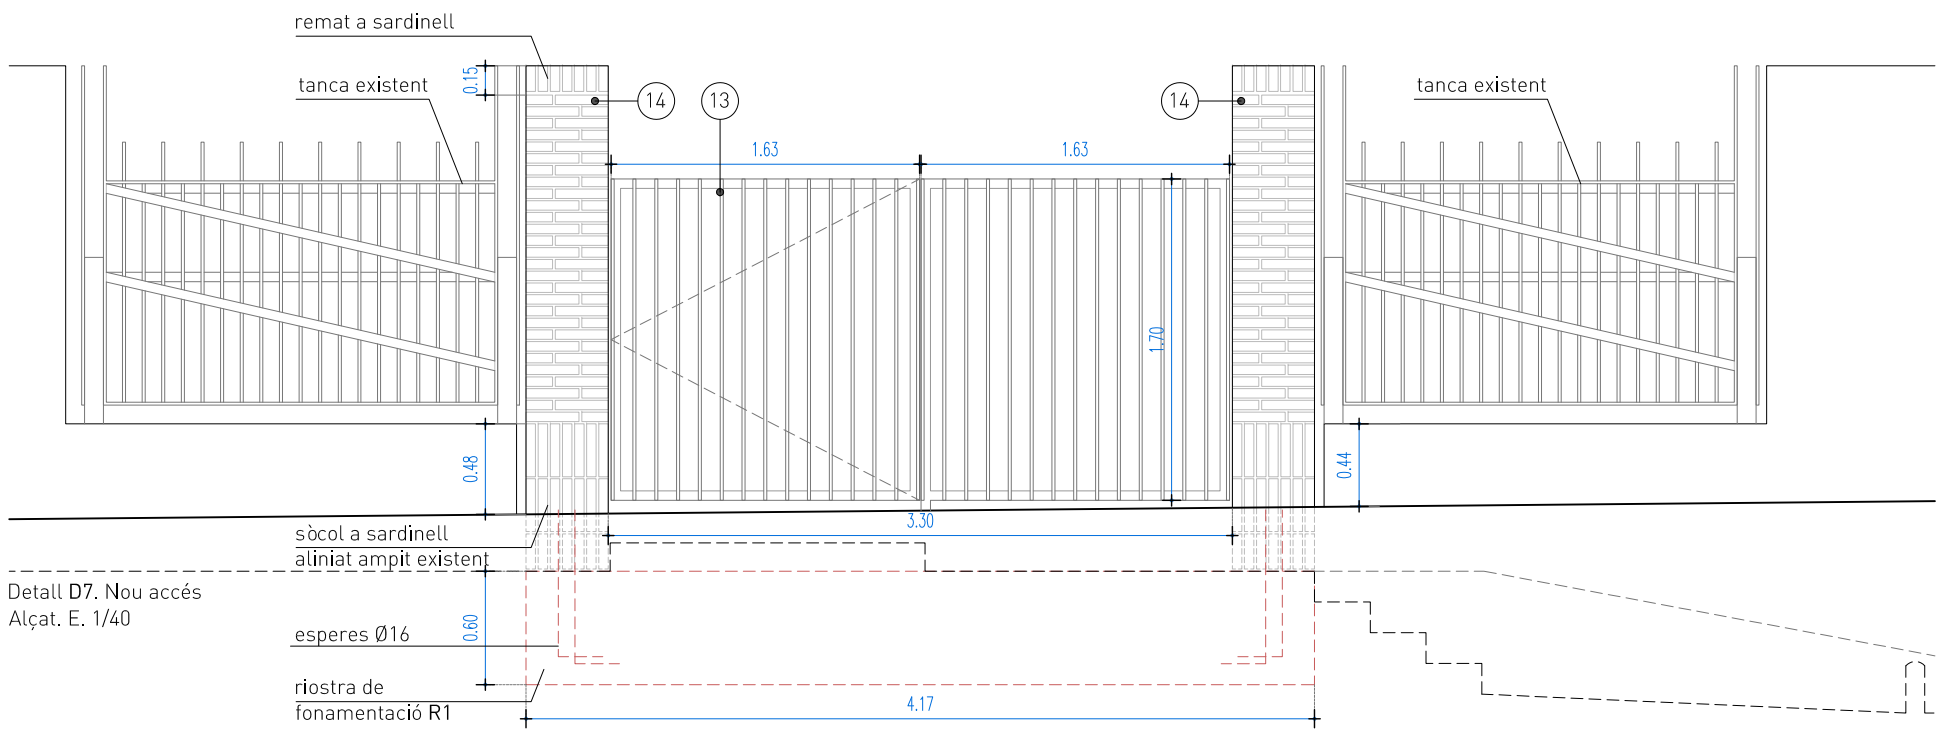 remat a sardinell
tanca existent
0.15
14
13
14
tanca existent
1.63
1.63
1.70
0.48
0.44
3.30
sòcol a sardinell
aliniat ampit existent
Detall D7. Nou accés
Alçat. E. 1/40
0.60
esperes Ø16
riostra de
fonamentació R1
4.17